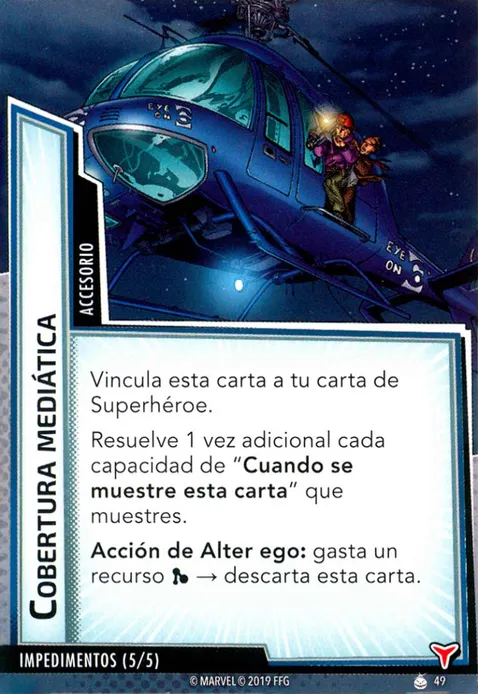 EYE
ON
EYE
ON
6
ACCESORIO
COBERTURA MEDIÁTICA
Vincula esta carta a tu carta de
Superhéroe.
Resuelve 1 vez adicional cada
capacidad de “Cuando se
muestre esta carta” que
muestres.
Acción de Alter ego: gasta un
recurso → descarta esta carta.
IMPEDIMENTOS (5/5)
© MARVEL © 2019 FFG
49